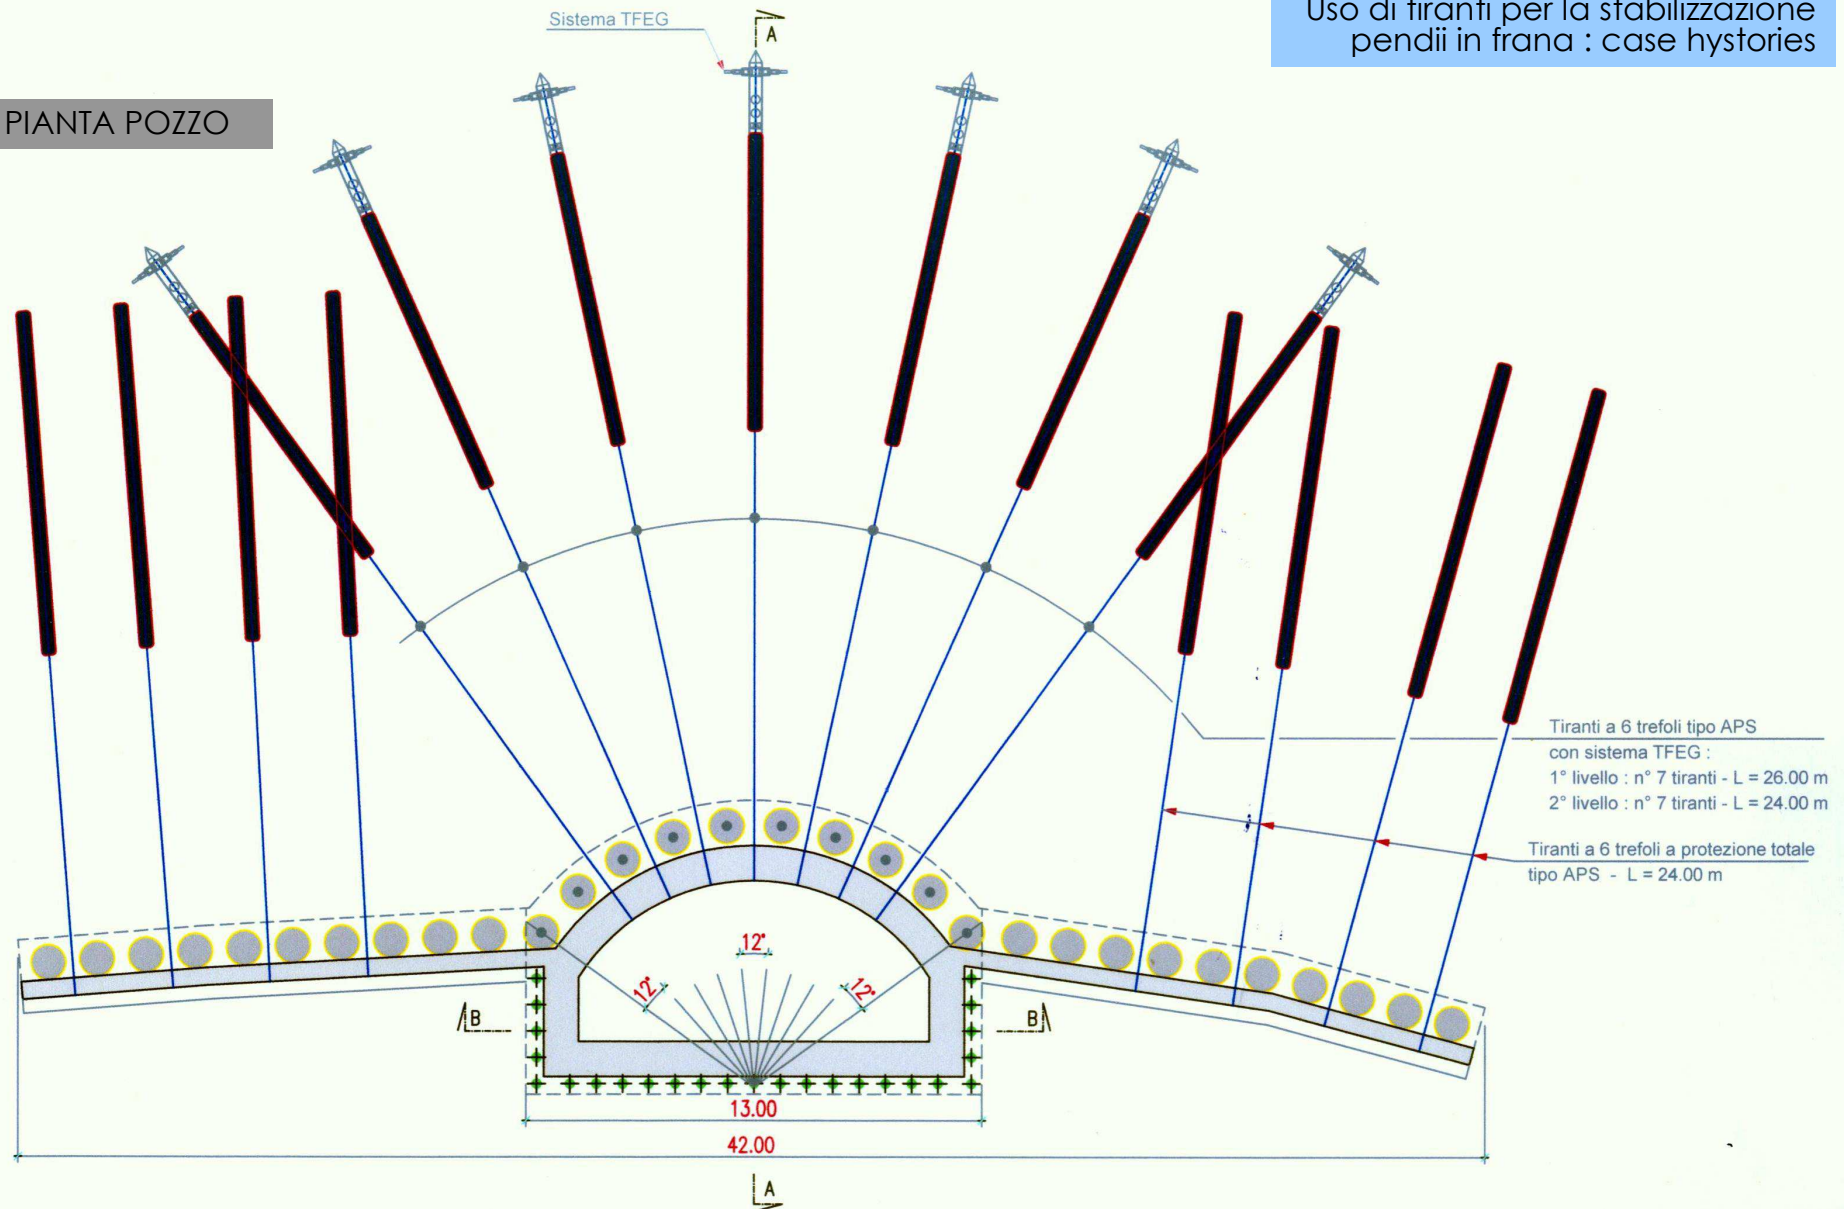 Uso di tiranti per la stabilizzazione
pendii in frana : case hystories
Sistema TFEG
A
PIANTA POZZO
Tiranti a 6 trefoli tipo APS
con sistema TFEG :
1° livello : n° 7 tiranti - L = 26.00 m
2° livello : n° 7 tiranti - L = 24.00 m
Tiranti a 6 trefoli a protezione totale
tipo APS - L = 24.00 m
12°
12°
12°
B
B
13.00
42.00
A